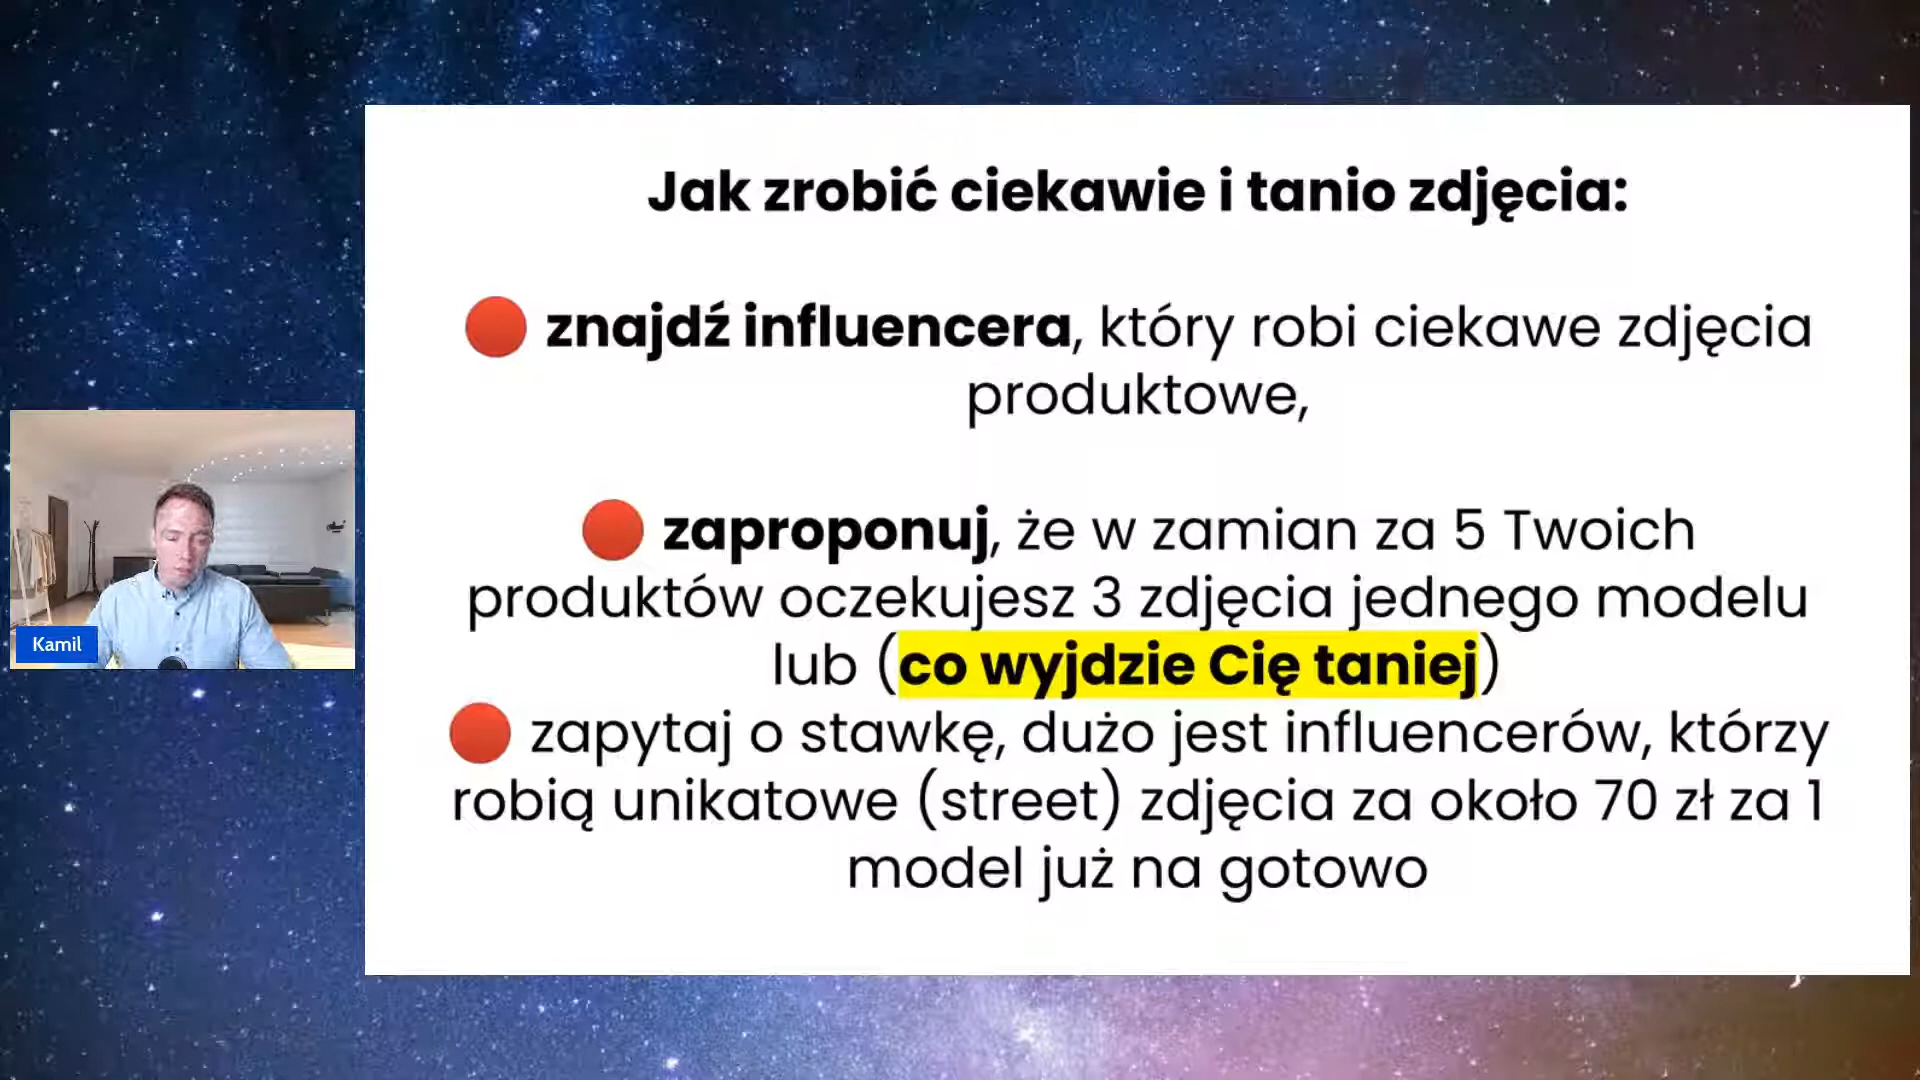 Jak zrobić ciekawie i tanio zdjęcia:
znajdź influencera, który robi ciekawe zdjęcia
produktowe,
zaproponuj, że w zamian za 5 Twoich
produktów oczekujesz 3 zdjęcia jednego modelu
lub (co wyjdzie Cię taniej)
zapytaj o stawkę, dużo jest influencerów, którzy
robią unikatowe (street) zdjęcia za około 70 zł za 1
model już na gotowo
Kamil